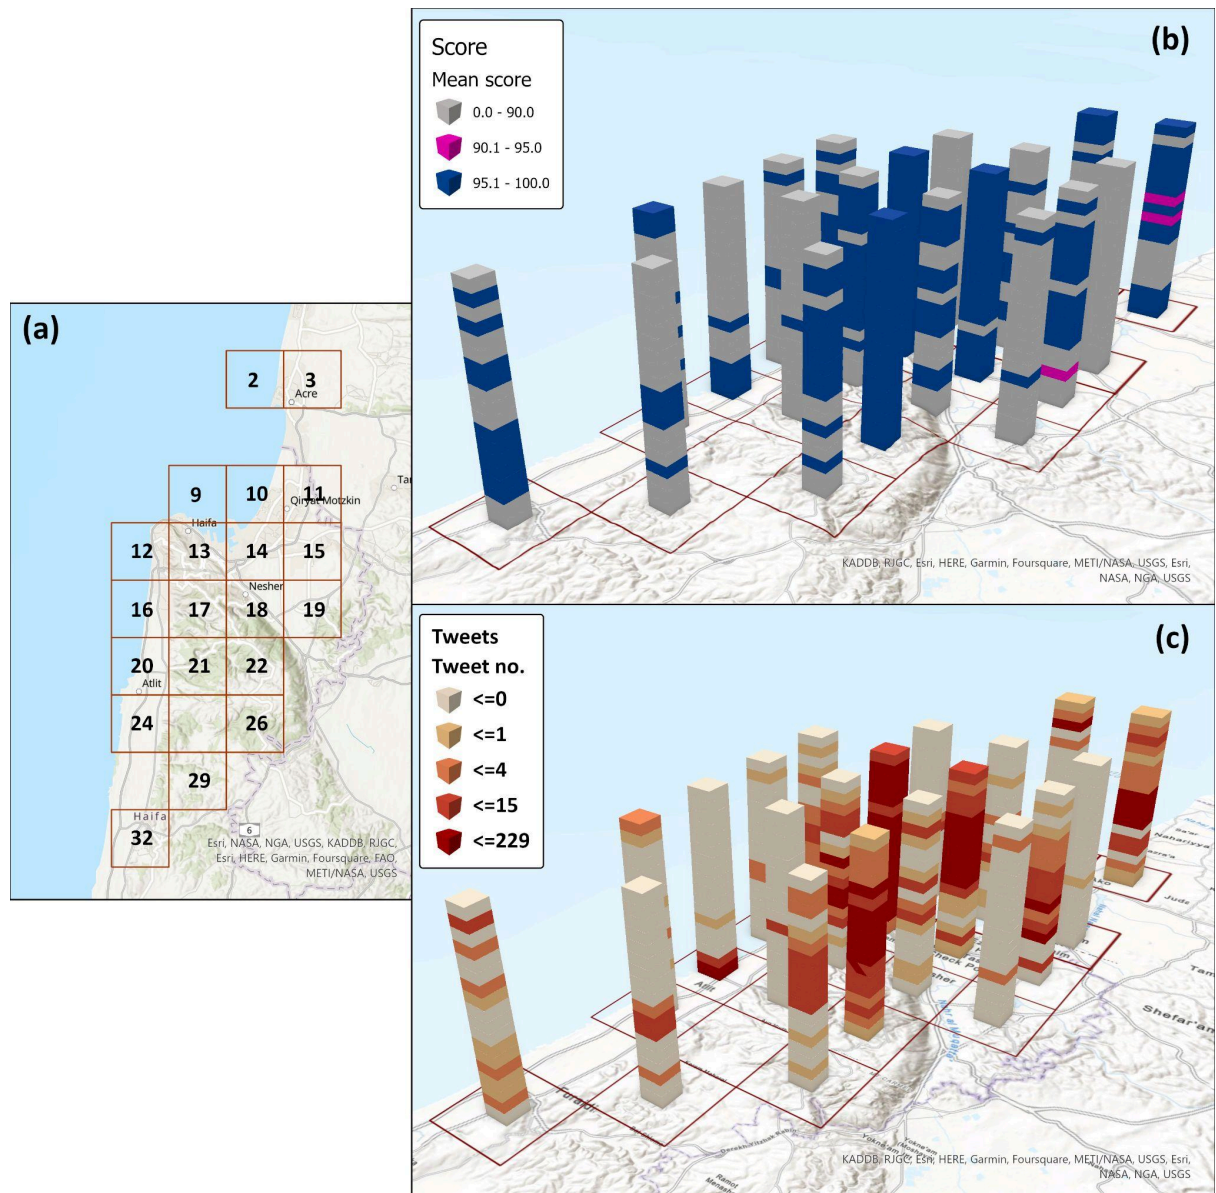 (b)
Score
Mean score
0.0 - 90.0
90.1 - 95.0
95.1 - 100.0
KADDB, RJGC, Esri, HERE, Garmin, Foursquare, METI/NASA, USGS, Esri,
NASA, NGA, USGS
(a)
2
3
Acre
9
10
11
Qiryat Motzkin
Haifa
12
13
14
15
Nesher
16
17
18
19
20
21
22
Atlit
24
26
29
Haifa
32
6
Esri, NASA, NGA, USGS, KADDB, RJGC,
Esri, HERE, Garmin, Foursquare, FAO,
METI/NASA, USGS
(c)
Tweets
Tweet no.
<=0
<=1
<=4
<=15
<=229
Nahariyya
Ako
Atlit
Shefar'am
Fureidi
KADDB, RJGC, Esri, HERE, Garmin, Foursquare, METI/NASA, USGS, Esri,
NASA, NGA, USGS